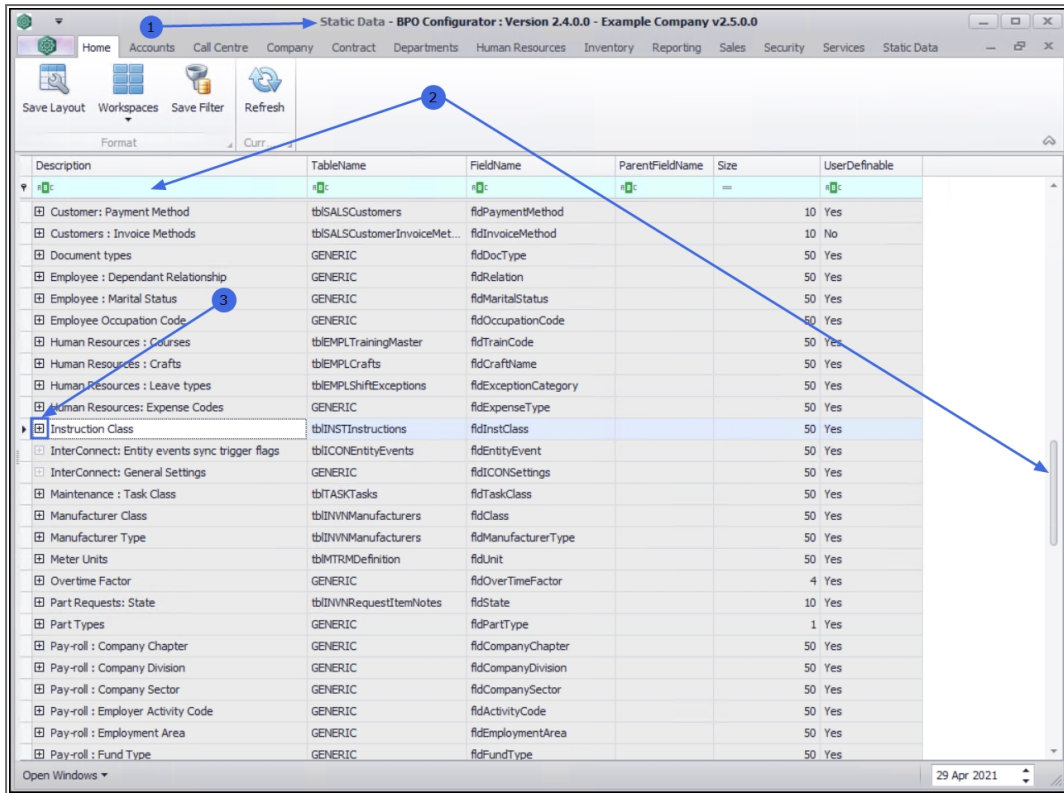 Static Data - BPO Configurator : Version 2.4.0.0 - Example Company v2.5.0.0
1
Home Accounts Call Centre Company Contract Departments Human Resources Inventory Reporting Sales Security Services Static Data
Save Layout Workspaces Save Filter Refresh
2
Format Curr...
Description TableName FieldName ParentFieldName Size UserDefinable
Customer: Payment Method tblSALSCustomers fldPaymentMethod 10 Yes
Customers : Invoice Methods tblSALSCustomerInvoiceMet... fldInvoiceMethod 10 No
Document types GENERIC fldDocType 50 Yes
Employee : Dependant Relationship GENERIC fldRelation 50 Yes
Employee : Marital Status GENERIC fldMaritalStatus 50 Yes
3
Employee Occupation Code GENERIC fldOccupationCode 50 Yes
Human Resources : Courses tblEMPLTrainingMaster fldTrainCode 50 Yes
Human Resources : Crafts tblEMPLCrafts fldCraftName 50 Yes
Human Resources : Leave types tblEMPLShiftExceptions fldExceptionCategory 50 Yes
Human Resources: Expense Codes GENERIC fldExpenseType 50 Yes
Instruction Class tblINSTInstructions fldInstClass 50 Yes
InterConnect: Entity events sync trigger flags tblICONEntityEvents fldEntityEvent 50 Yes
InterConnect: General Settings GENERIC fldICONSettings 50 Yes
Maintenance : Task Class tblTASKTasks fldTaskClass 50 Yes
Manufacturer Class tblINVNManufacturers fldClass 50 Yes
Manufacturer Type tblINVNManufacturers fldManufacturerType 50 Yes
Meter Units tblMTRMDefinition fldUnit 50 Yes
Overtime Factor GENERIC fldOverTimeFactor 4 Yes
Part Requests: State tblINVNRequestItemNotes fldState 10 Yes
Part Types GENERIC fldPartType 1 Yes
Pay-roll : Company Chapter GENERIC fldCompanyChapter 50 Yes
Pay-roll : Company Division GENERIC fldCompanyDivision 50 Yes
Pay-roll : Company Sector GENERIC fldCompanySector 50 Yes
Pay-roll : Employer Activity Code GENERIC fldActivityCode 50 Yes
Pay-roll : Employment Area GENERIC fldEmploymentArea 50 Yes
Pay-roll : Fund Type GENERIC fldFundType 50 Yes
Open Windows 29 Apr 2021